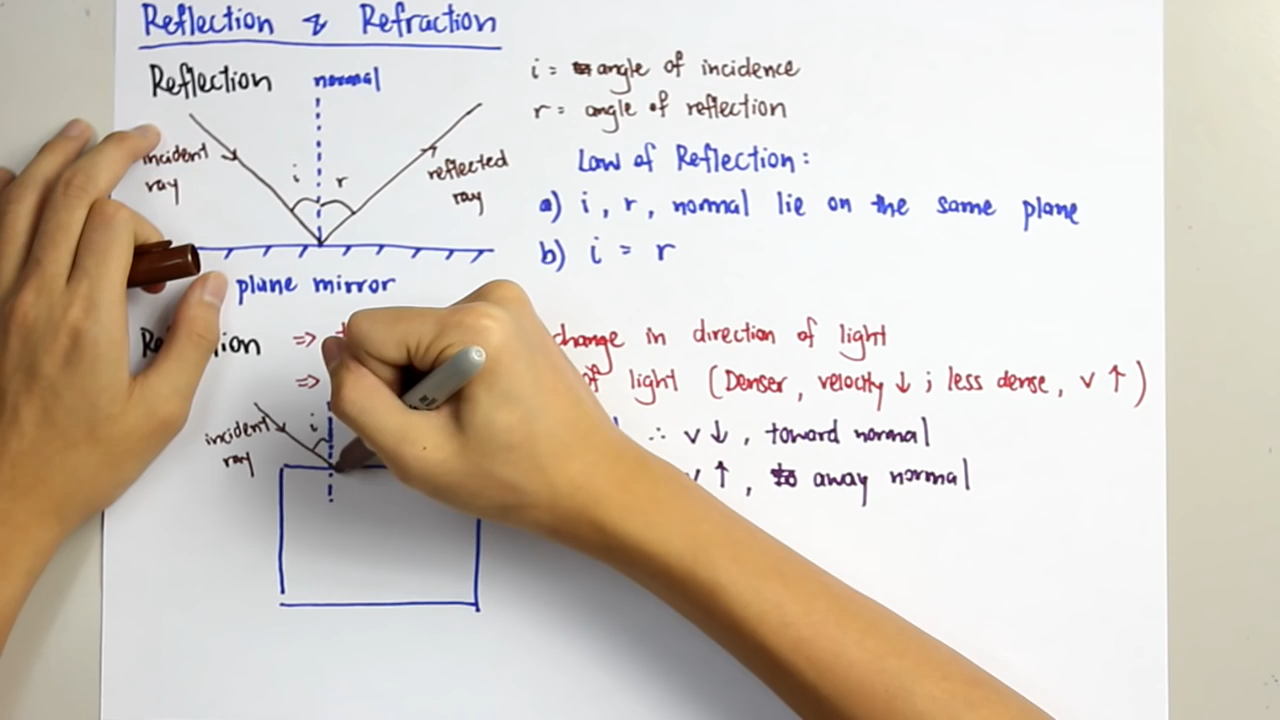 Reflection & Refraction
Reflection
normal
i = angle of incidence
r = angle of reflection
incident
ray
i
r
reflected
ray
Law of Reflection:
a) i, r, normal lie on the same plane
b) i = r
plane mirror
=> change in direction of light
=> of light (Denser, velocity ↓ ; less dense, v ↑)
∴ v ↓, toward normal
v ↑, away normal
incident
ray
i